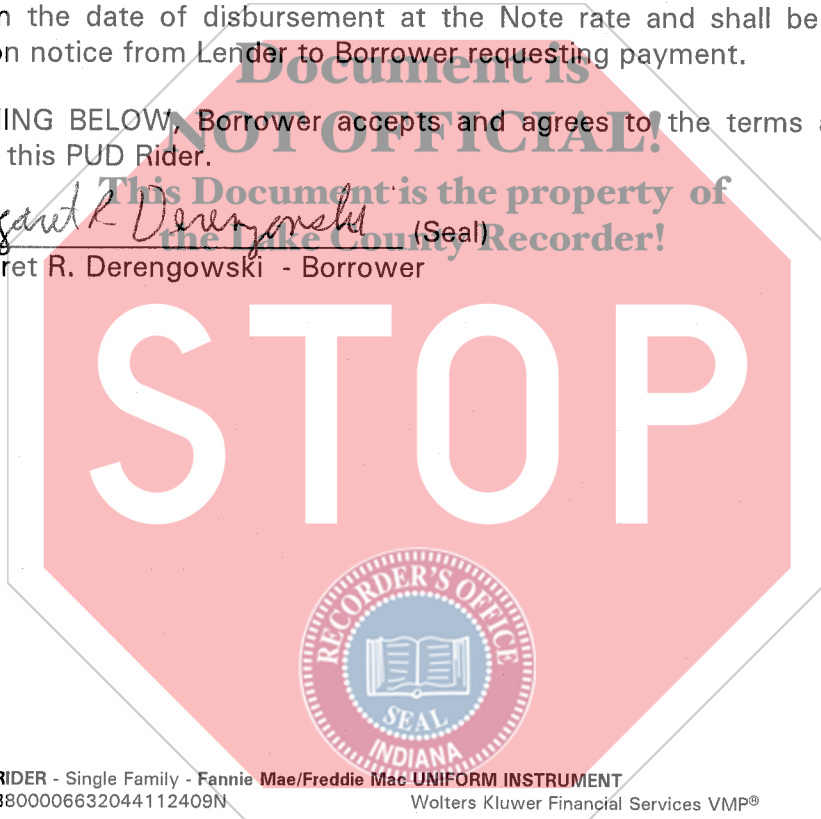 n the date of disbursement at the Note rate and shall be
n notice from Lender to Borrower requesting payment.
Document is
ING BELOW, Borrower accepts and agrees to the terms a
NOT OFFICIAL!
this PUD Rider.
This Document is the property of
garet R Derengowski (Seal)
the Lake County Recorder!
ret R. Derengowski - Borrower
STOP
RECORDER'S OFFICE
SEAL
INDIANA
RIDER - Single Family - Fannie Mae/Freddie Mac UNIFORM INSTRUMENT
3800006632044112409N Wolters Kluwer Financial Services VMP®